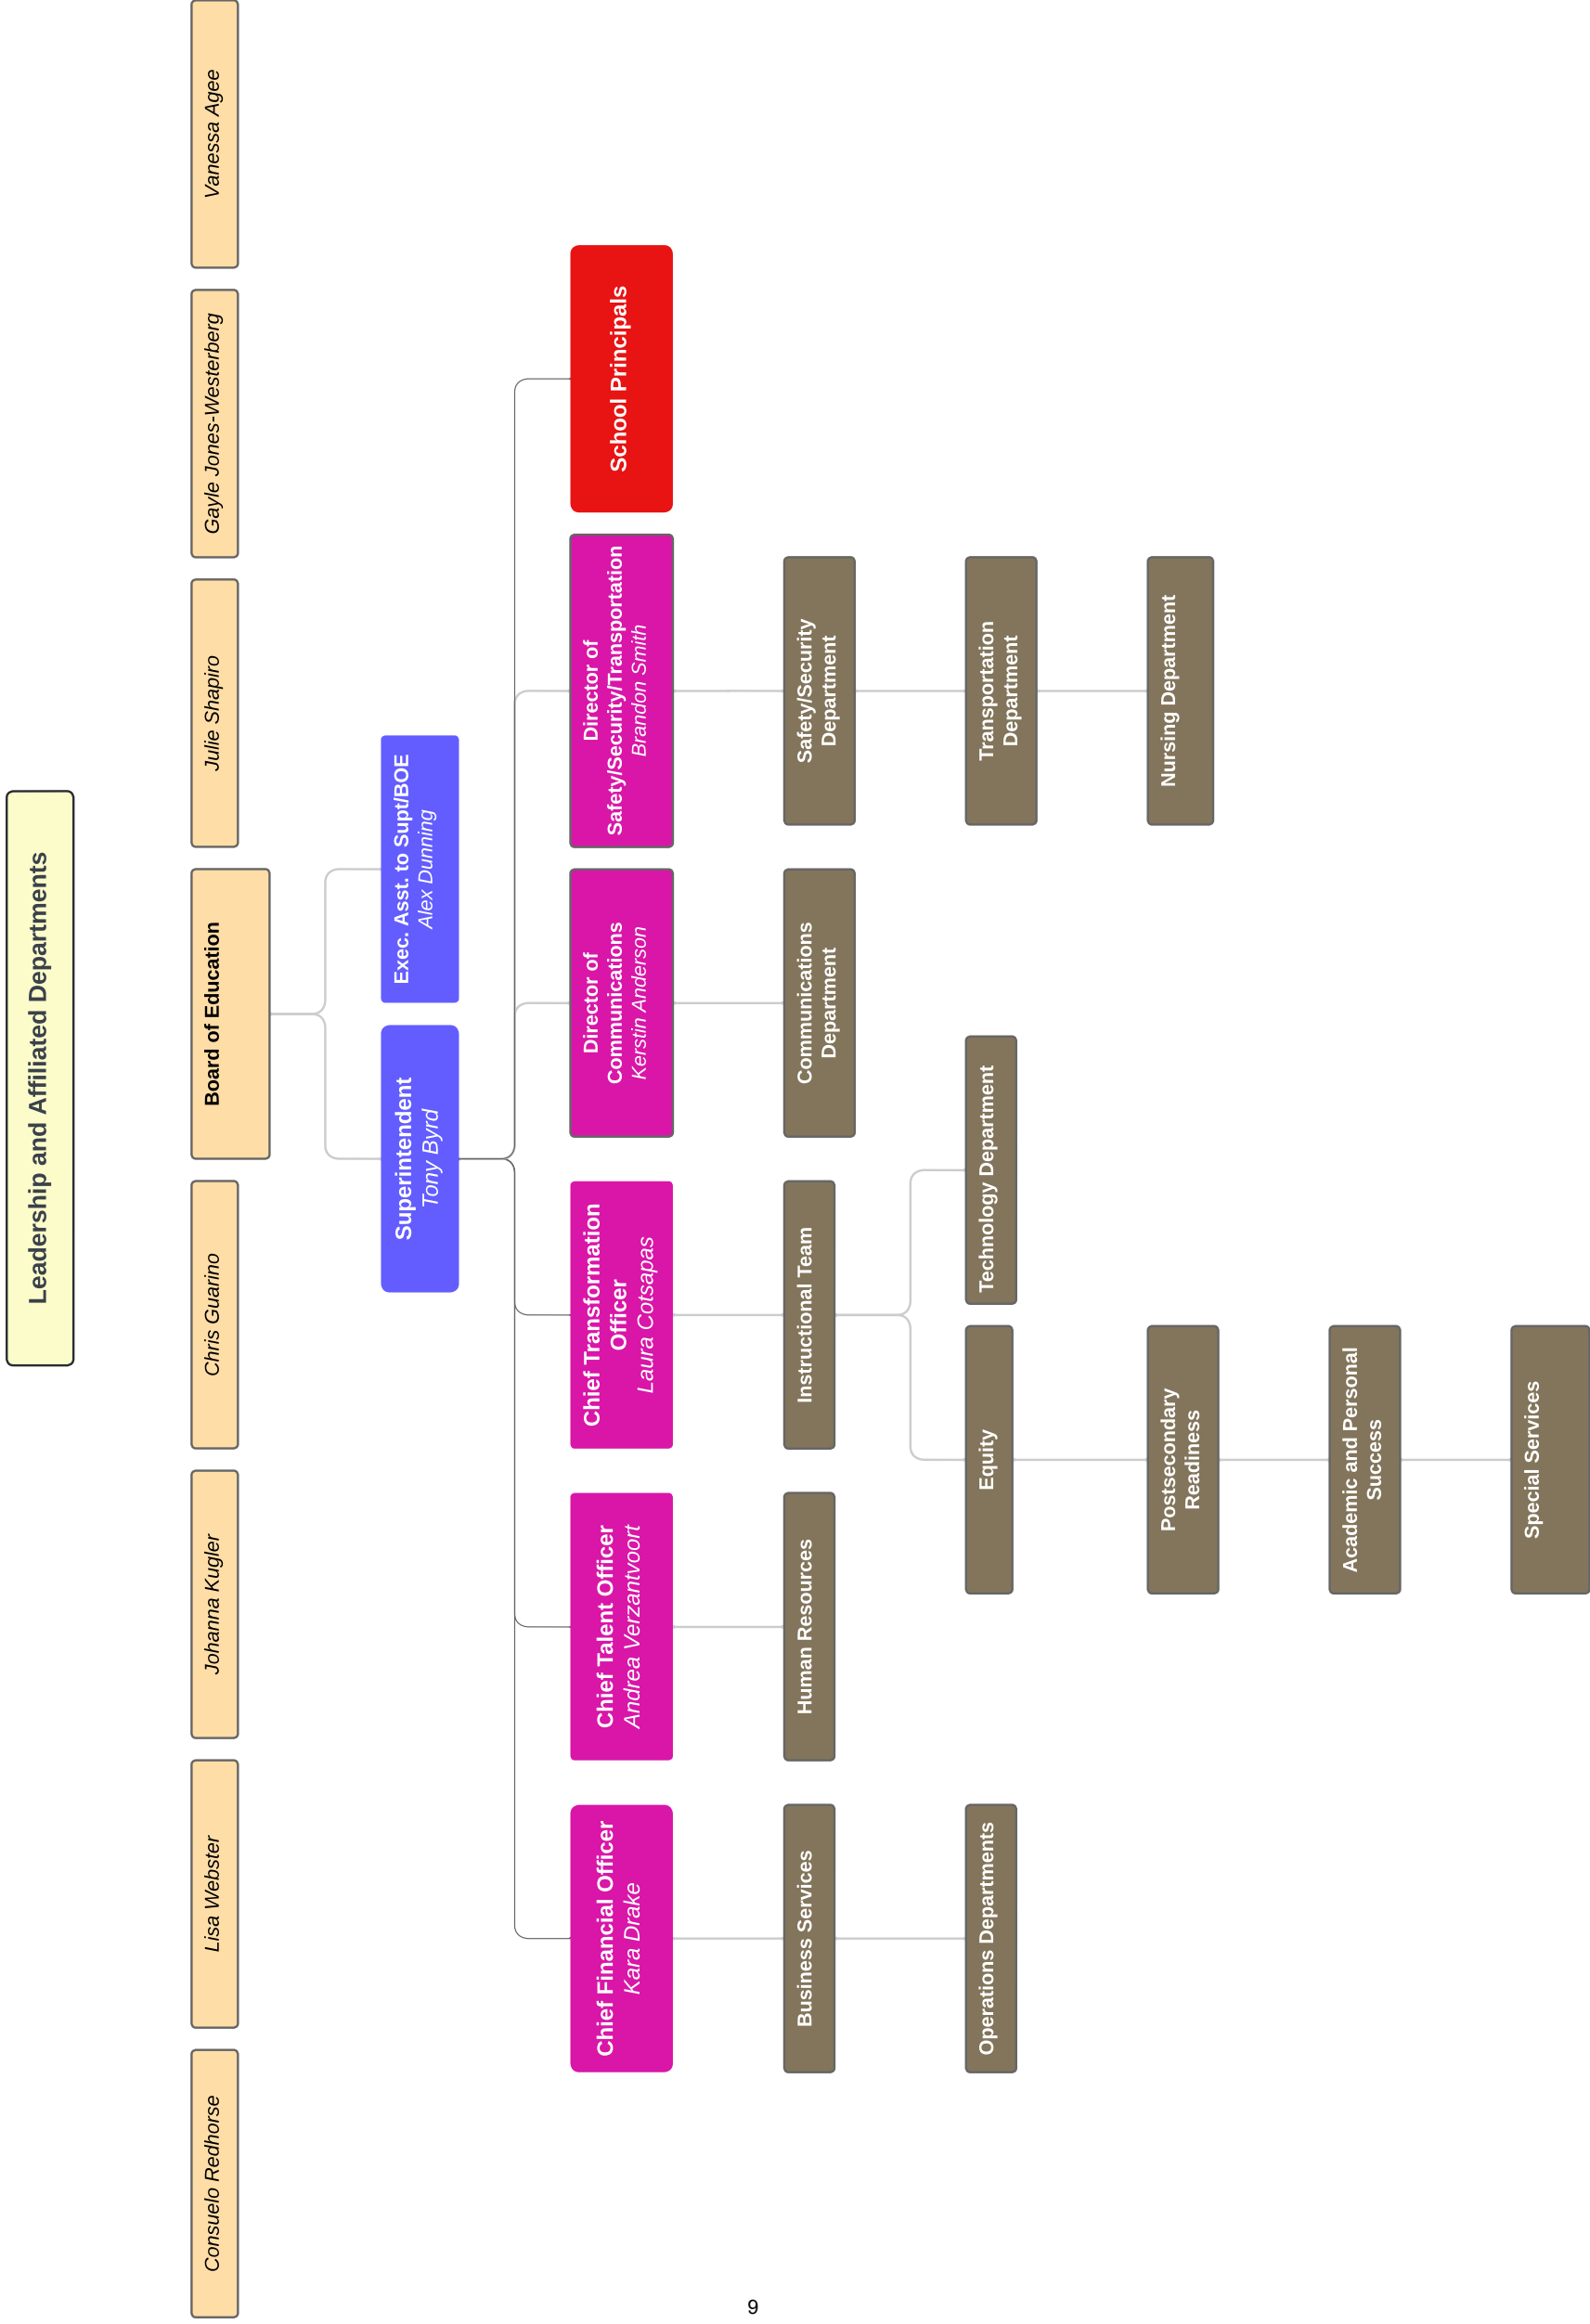 Leadership and Affiliated Departments
Consuelo Redhorse
Lisa Webster
Johanna Kugler
Chris Guarino
Board of Education
Julie Shapiro
Gayle Jones-Westerberg
Vanessa Agee
Superintendent
Tony Byrd
Exec. Asst. to Supt/BOE
Alex Dunning
Chief Financial Officer
Kara Drake
Chief Talent Officer
Andrea Verzantvoort
Chief Transformation
Officer
Laura Cotsapas
Director of
Communications
Kerstin Anderson
Director of
Safety/Security/Transportation
Brandon Smith
School Principals
Business Services
Human Resources
Instructional Team
Communications
Department
Safety/Security
Department
Operations Departments
Equity
Technology Department
Transportation
Department
Postsecondary
Readiness
Nursing Department
Academic and Personal
Success
Special Services
9